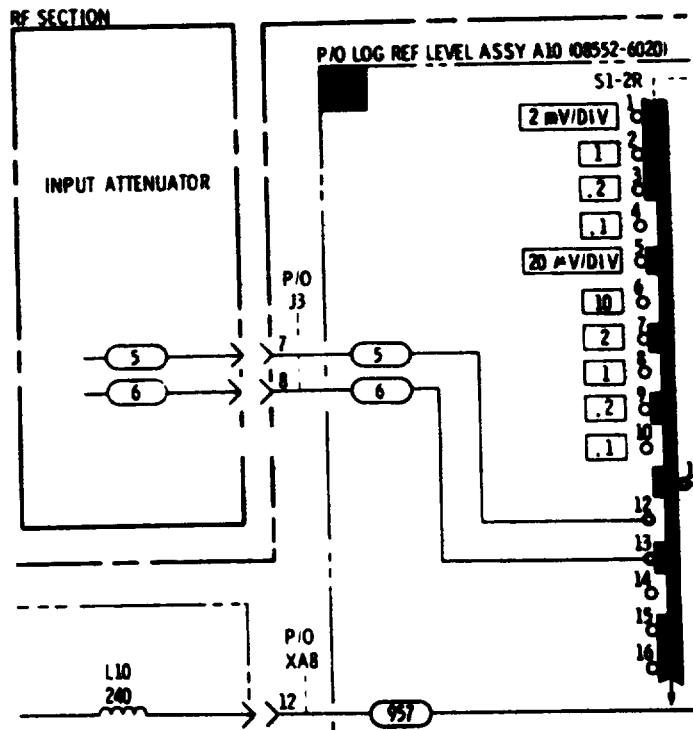 RF SECTION
P/O LOG REF LEVEL ASSY A10 (08552-6020)
S1-2R
1
2 mV/DIV
2
1
3
.2
INPUT ATTENUATOR
4
.1
5
20 μV/DIV
P/O
J3
6
10
7
2
7
5
5
8
1
8
6
6
9
.2
10
.1
12
13
14
15
16
P/O
XA8
L10
240
12
957